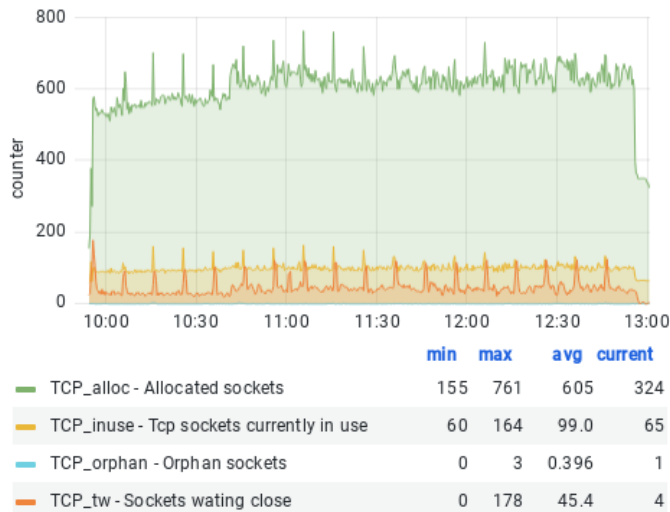 800
600
400
200
0
counter
10:00 10:30 11:00 11:30 12:00 12:30 13:00
min max avg current
TCP_alloc - Allocated sockets 155 761 605 324
TCP_inuse - Tcp sockets currently in use 60 164 99.0 65
TCP_orphan - Orphan sockets 0 3 0.396 1
TCP_tw - Sockets wating close 0 178 45.4 4